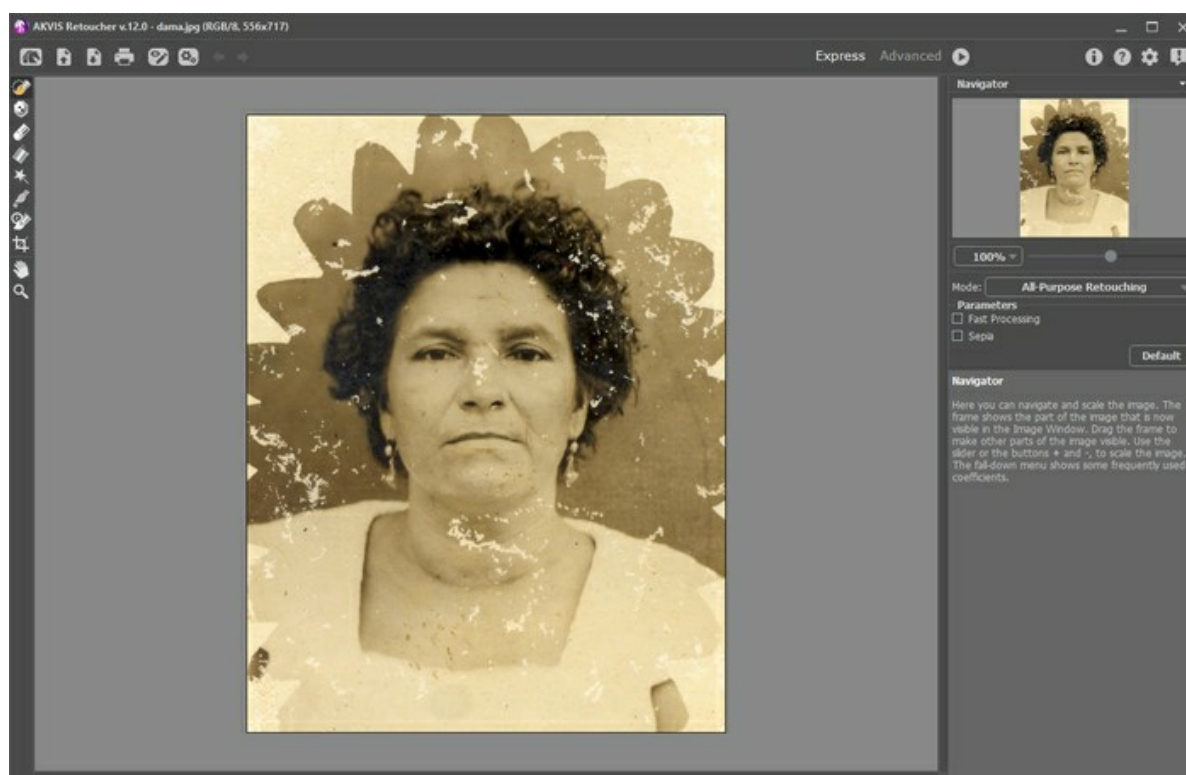 AKVIS Retoucher v.12.0 - dama.jpg (RGB/8, 556x717)
Express Advanced
Navigator
100%
Mode: All-Purpose Retouching
Parameters
Fast Processing
Sepia
Default
Navigator
Here you can navigate and scale the image. The
frame shows the part of the image that is now
visible in the Image Window. Drag the frame to
make other parts of the image visible. Use the
slider or the buttons + and -, to scale the image.
The fall-down menu shows some frequently used
coefficients.